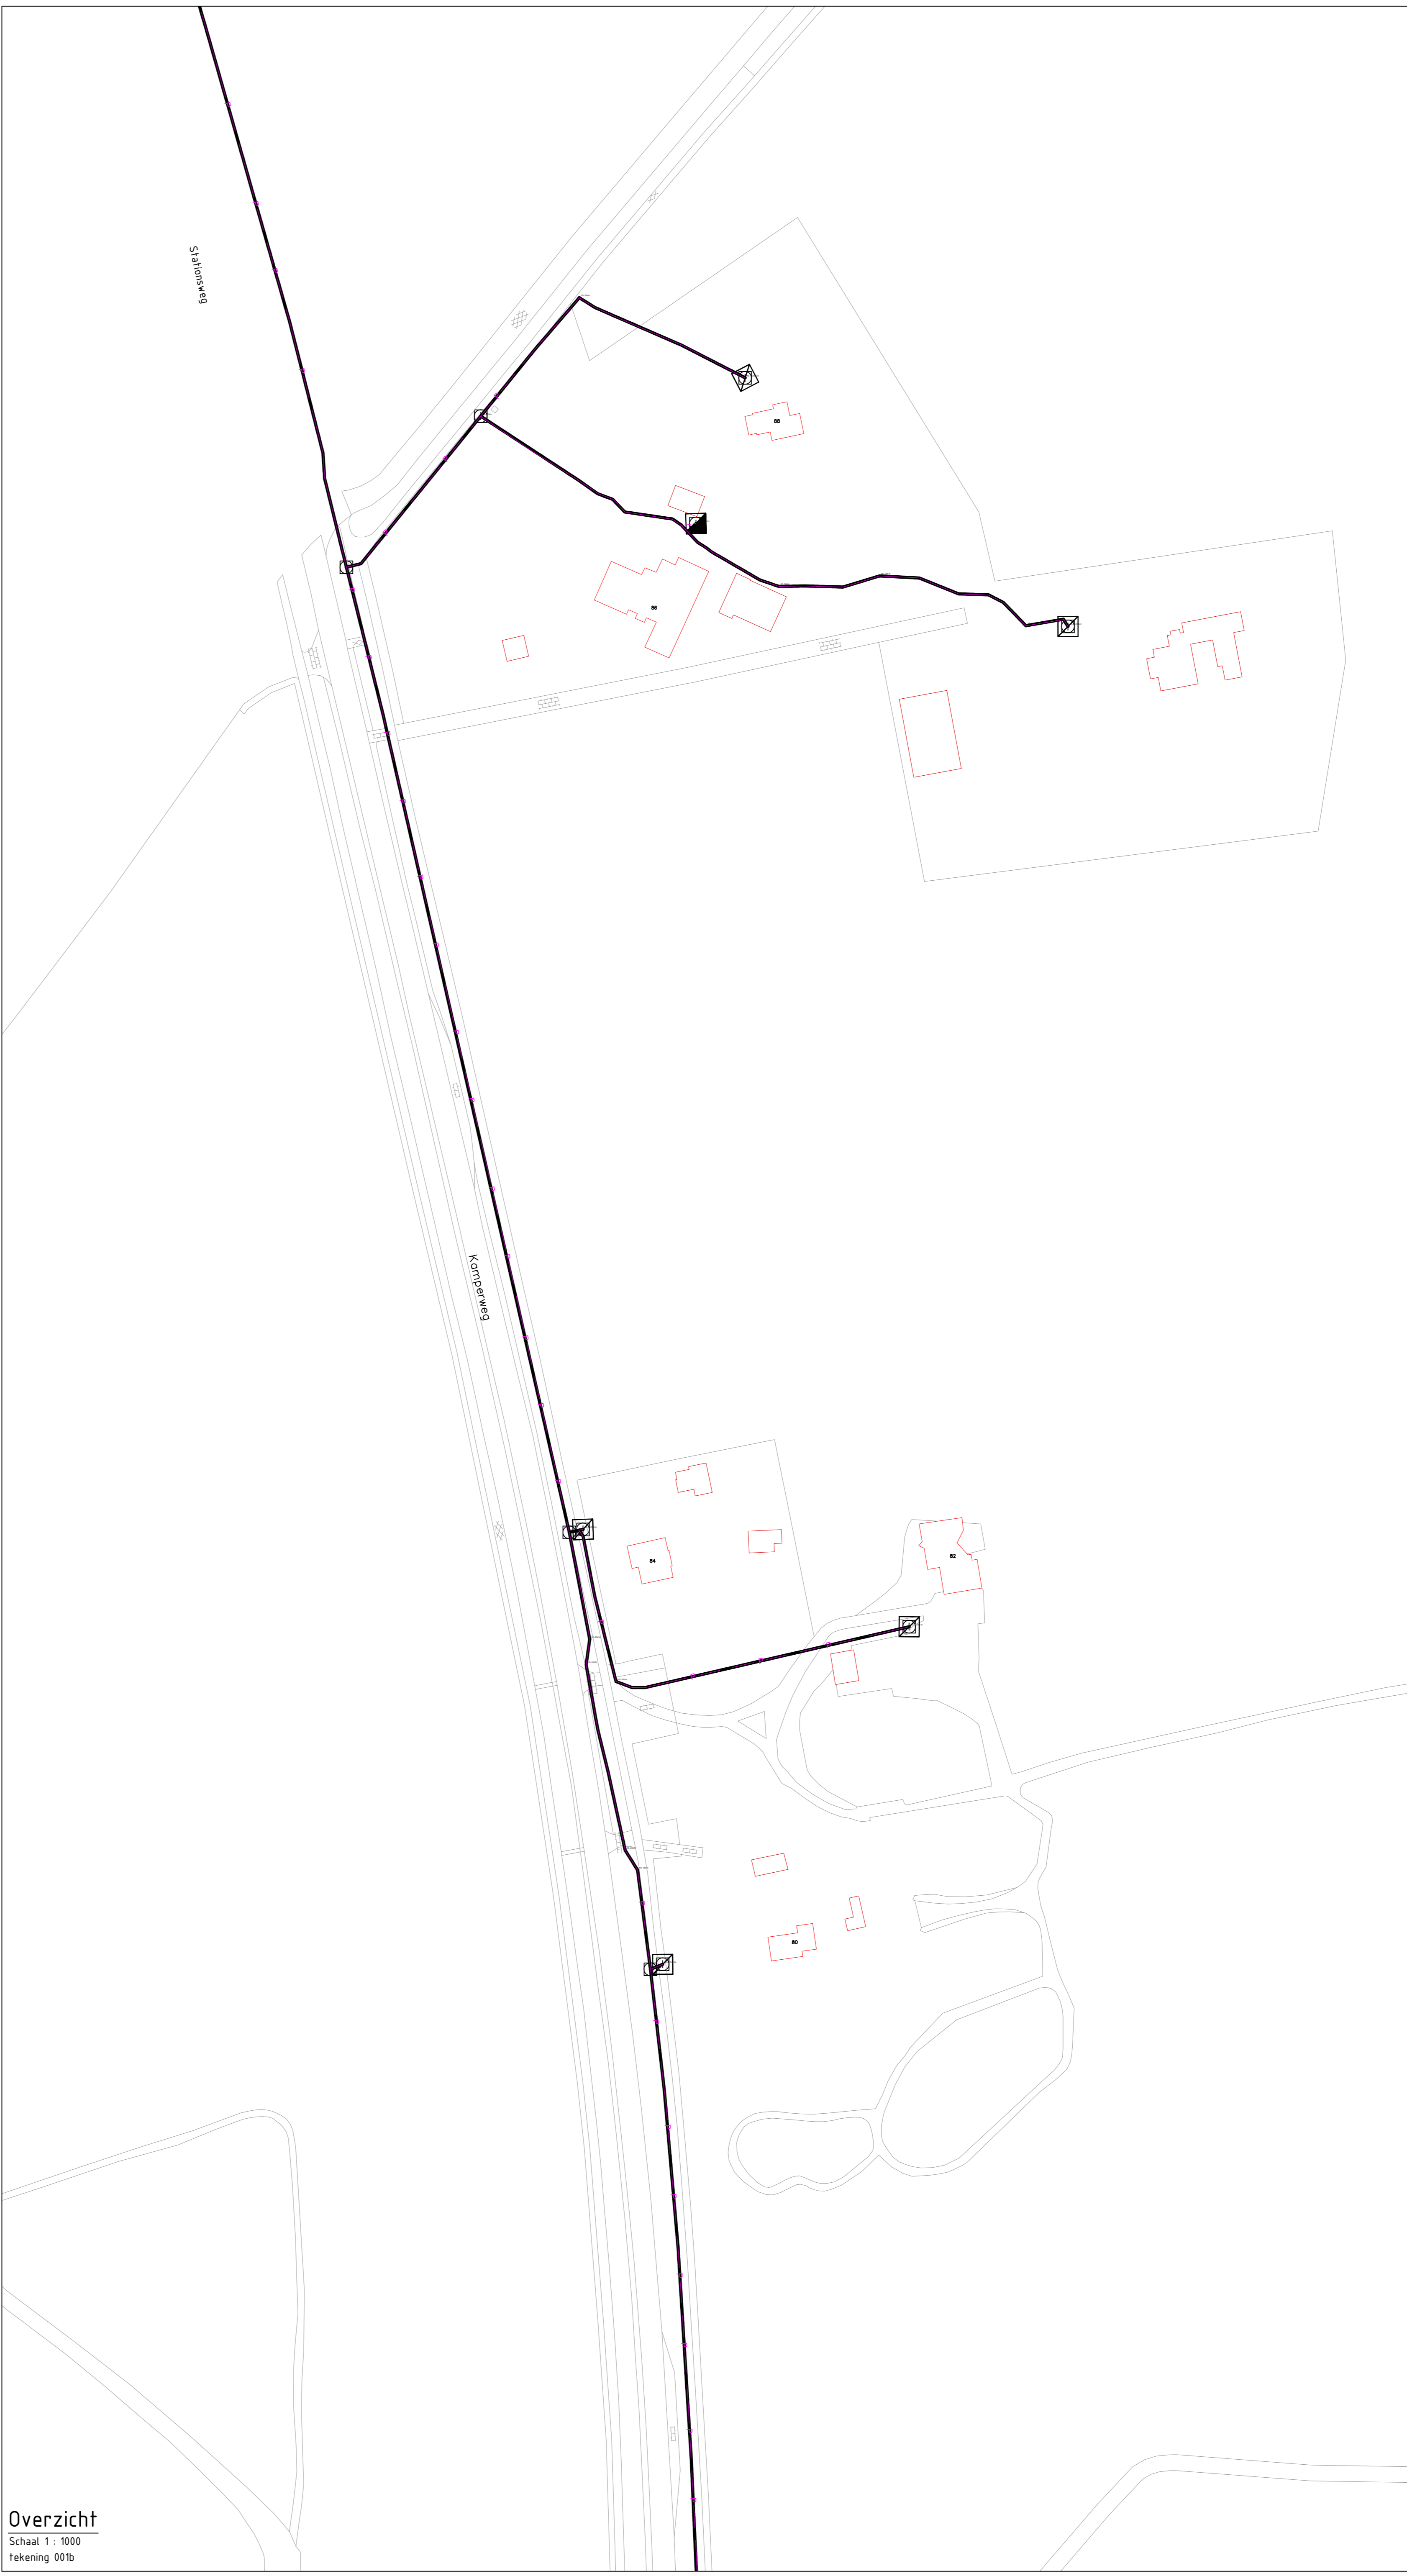 Stationsweg
88
86
Kamperweg
84
82
80
Overzicht
Schaal 1 : 1000
tekening 001b